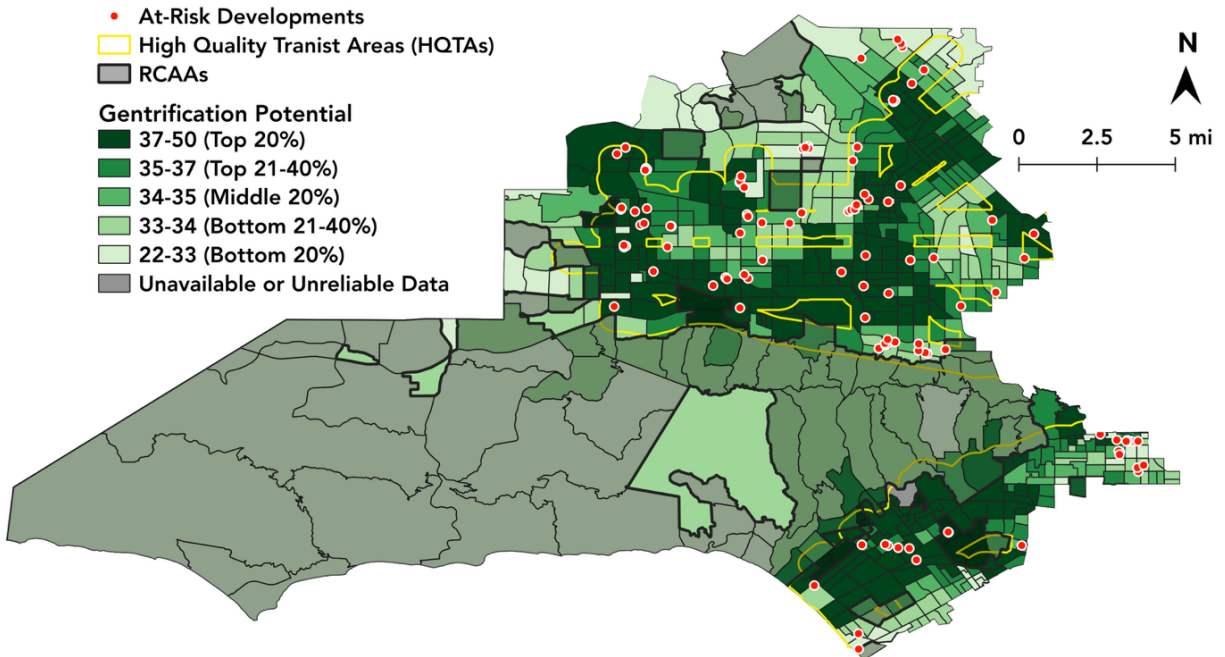 At-Risk Developments
High Quality Tranist Areas (HQTAs)
RCAAs
Gentrification Potential
37-50 (Top 20%)
35-37 (Top 21-40%)
34-35 (Middle 20%)
33-34 (Bottom 21-40%)
22-33 (Bottom 20%)
Unavailable or Unreliable Data
N
0 2.5 5 mi